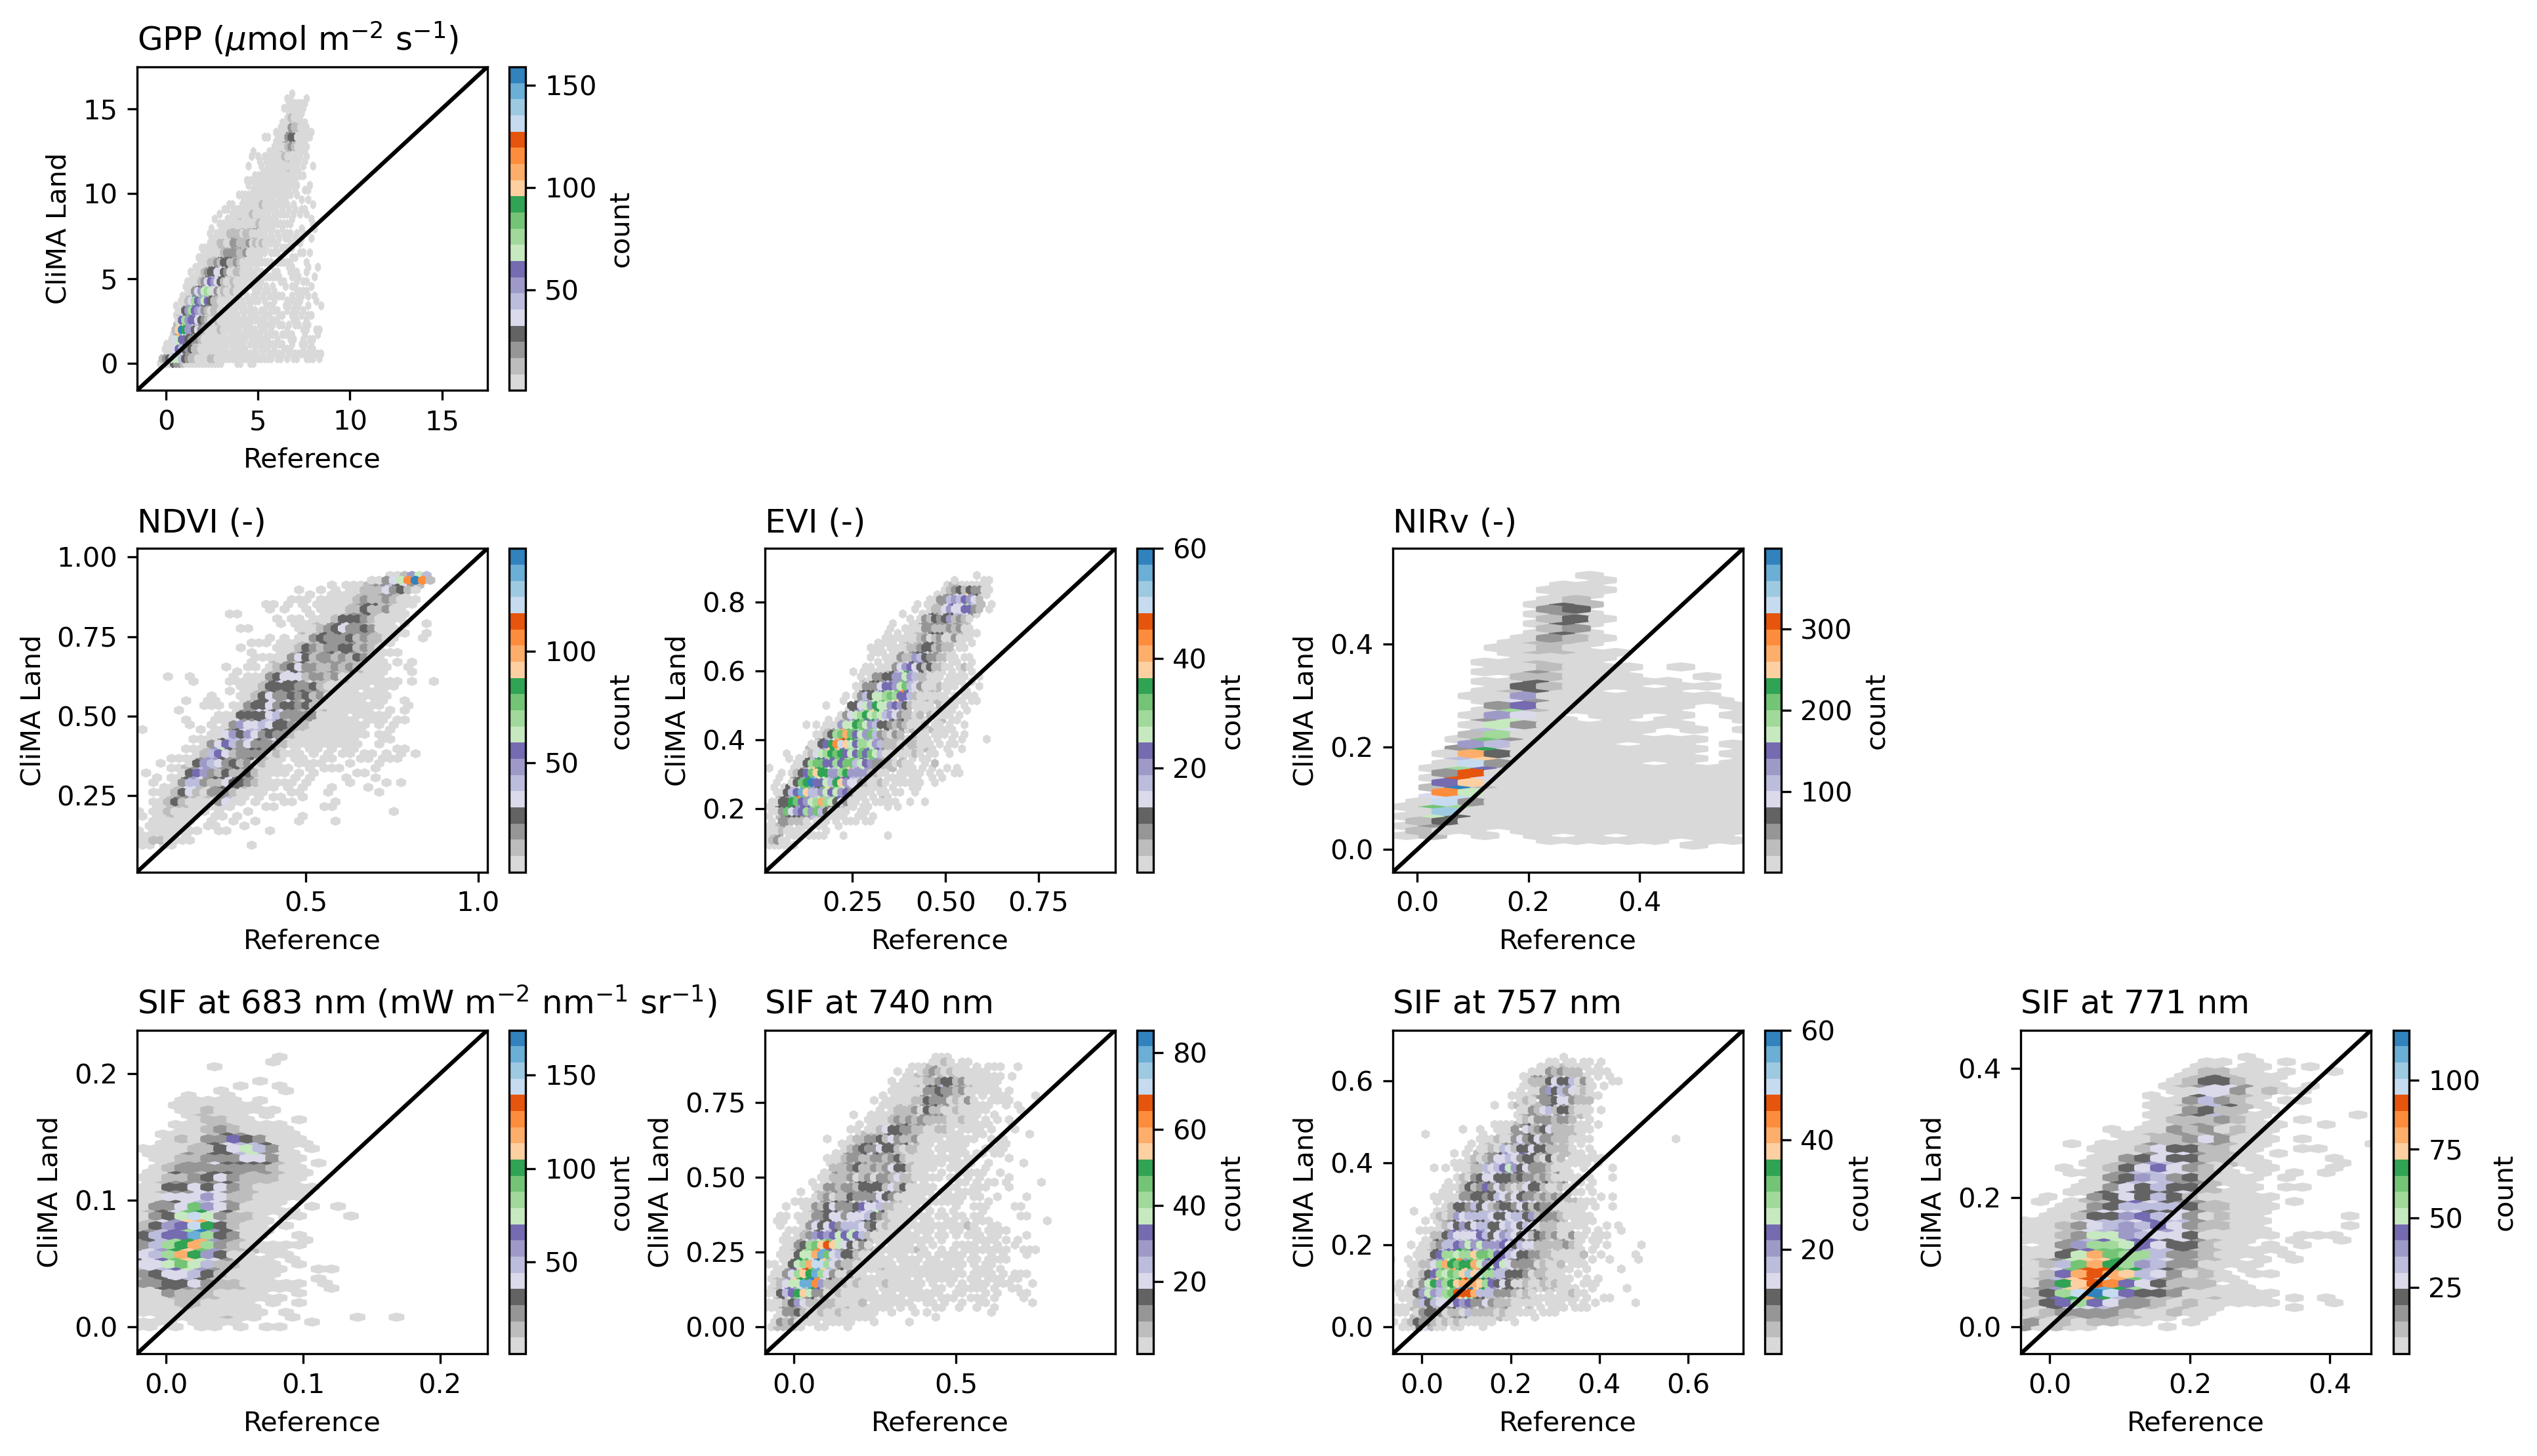 GPP (μmol m⁻² s⁻¹)
15
10
5
0
CliMA Land
0 5 10 15
Reference
150
100
50
count
NDVI (-)
1.00
0.75
0.50
0.25
CliMA Land
0.5 1.0
Reference
100
50
count
EVI (-)
0.8
0.6
0.4
0.2
CliMA Land
0.25 0.50 0.75
Reference
60
40
20
count
NIRv (-)
0.4
0.2
0.0
CliMA Land
0.0 0.2 0.4
Reference
300
200
100
count
SIF at 683 nm (mW m⁻² nm⁻¹ sr⁻¹)
0.2
0.1
0.0
CliMA Land
0.0 0.1 0.2
Reference
150
100
50
count
SIF at 740 nm
0.75
0.50
0.25
0.00
CliMA Land
0.0 0.5
Reference
80
60
40
20
count
SIF at 757 nm
0.6
0.4
0.2
0.0
CliMA Land
0.0 0.2 0.4 0.6
Reference
60
40
20
count
SIF at 771 nm
0.4
0.2
0.0
CliMA Land
0.0 0.2 0.4
Reference
100
75
50
25
count